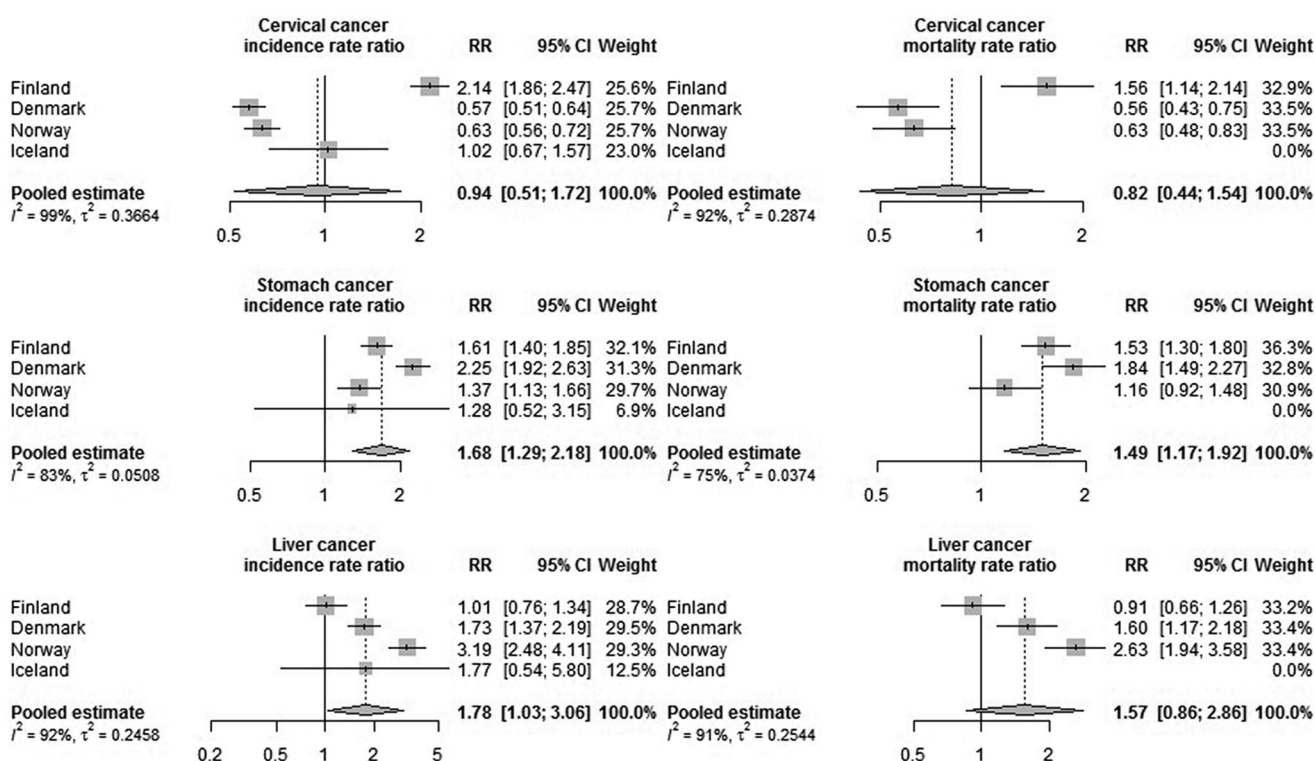 Cervical cancer
incidence rate ratio RR 95% CI Weight
Finland 2.14 [1.86; 2.47] 25.6%
Denmark 0.57 [0.51; 0.64] 25.7%
Norway 0.63 [0.56; 0.72] 25.7%
Iceland 1.02 [0.67; 1.57] 23.0%
Pooled estimate 0.94 [0.51; 1.72] 100.0%
I² = 99%, τ² = 0.3664
0.5 1 2
Cervical cancer
mortality rate ratio RR 95% CI Weight
Finland 1.56 [1.14; 2.14] 32.9%
Denmark 0.56 [0.43; 0.75] 33.5%
Norway 0.63 [0.48; 0.83] 33.5%
Iceland 0.0%
Pooled estimate 0.82 [0.44; 1.54] 100.0%
I² = 92%, τ² = 0.2874
0.5 1 2
Stomach cancer
incidence rate ratio RR 95% CI Weight
Finland 1.61 [1.40; 1.85] 32.1%
Denmark 2.25 [1.92; 2.63] 31.3%
Norway 1.37 [1.13; 1.66] 29.7%
Iceland 1.28 [0.52; 3.15] 6.9%
Pooled estimate 1.68 [1.29; 2.18] 100.0%
I² = 83%, τ² = 0.0508
0.5 1 2
Stomach cancer
mortality rate ratio RR 95% CI Weight
Finland 1.53 [1.30; 1.80] 36.3%
Denmark 1.84 [1.49; 2.27] 32.8%
Norway 1.16 [0.92; 1.48] 30.9%
Iceland 0.0%
Pooled estimate 1.49 [1.17; 1.92] 100.0%
I² = 75%, τ² = 0.0374
0.5 1 2
Liver cancer
incidence rate ratio RR 95% CI Weight
Finland 1.01 [0.76; 1.34] 28.7%
Denmark 1.73 [1.37; 2.19] 29.5%
Norway 3.19 [2.48; 4.11] 29.3%
Iceland 1.77 [0.54; 5.80] 12.5%
Pooled estimate 1.78 [1.03; 3.06] 100.0%
I² = 92%, τ² = 0.2458
0.2 0.5 1 2 5
Liver cancer
mortality rate ratio RR 95% CI Weight
Finland 0.91 [0.66; 1.26] 33.2%
Denmark 1.60 [1.17; 2.18] 33.4%
Norway 2.63 [1.94; 3.58] 33.4%
Iceland 0.0%
Pooled estimate 1.57 [0.86; 2.86] 100.0%
I² = 91%, τ² = 0.2544
0.5 1 2